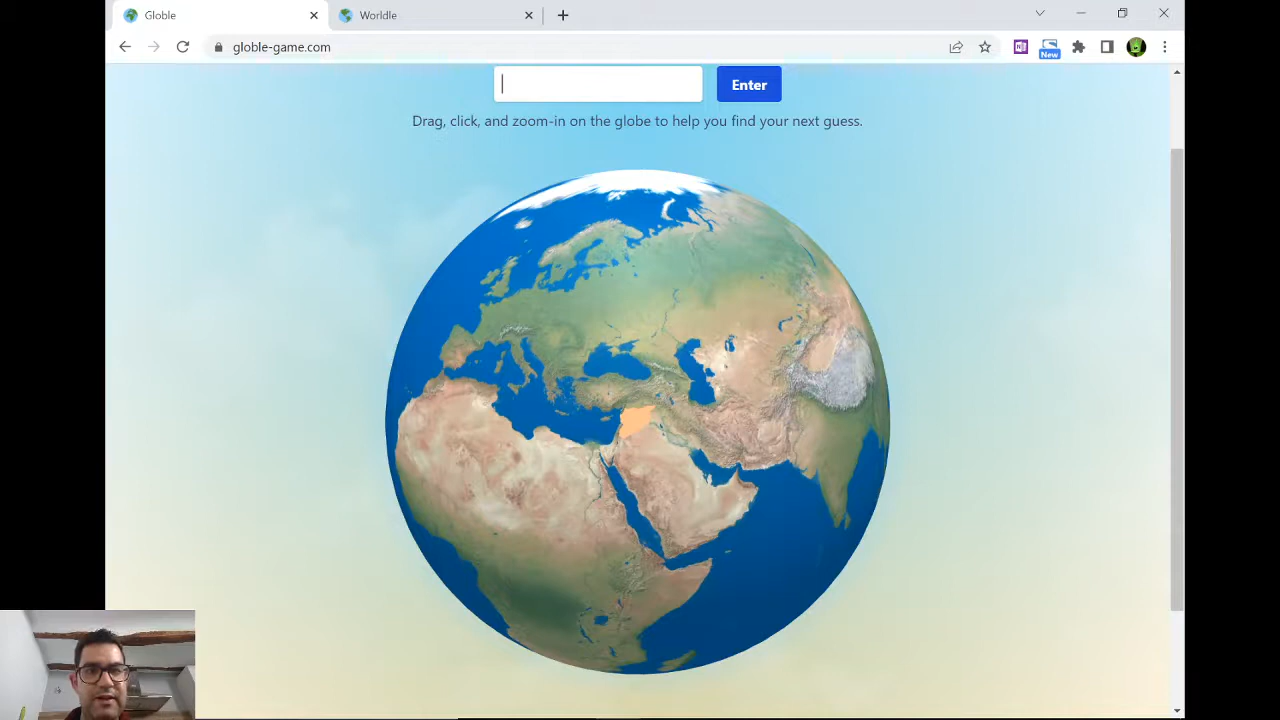 Globle
Worldle
globle-game.com
New
Enter
Drag, click, and zoom-in on the globe to help you find your next guess.